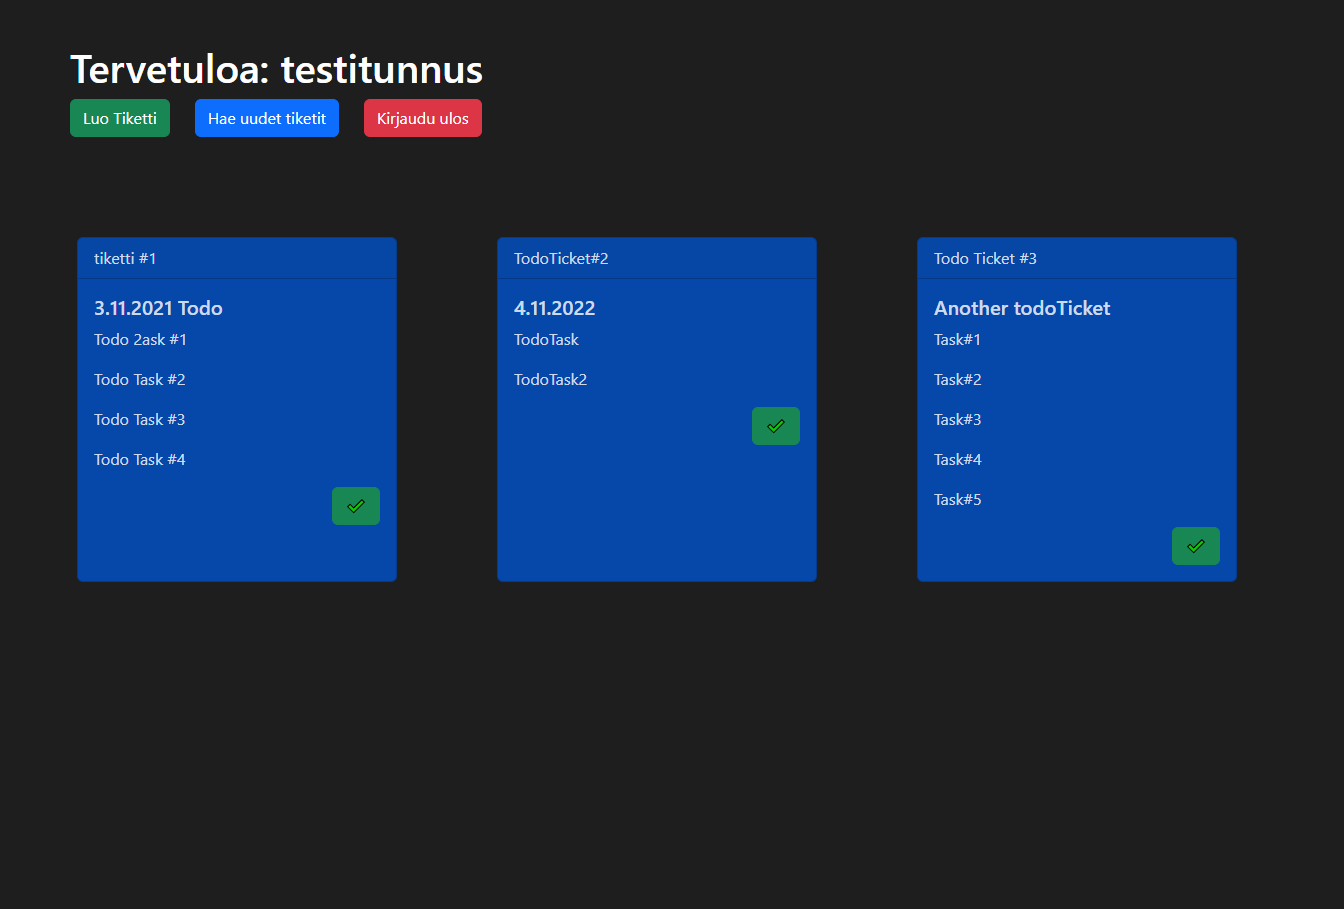 Tervetuloa: testitunnus
Luo Tiketti
Hae uudet tiketit
Kirjaudu ulos
tiketti #1
3.11.2021 Todo
Todo 2ask #1
Todo Task #2
Todo Task #3
Todo Task #4
TodoTicket#2
4.11.2022
TodoTask
TodoTask2
Todo Ticket #3
Another todoTicket
Task#1
Task#2
Task#3
Task#4
Task#5